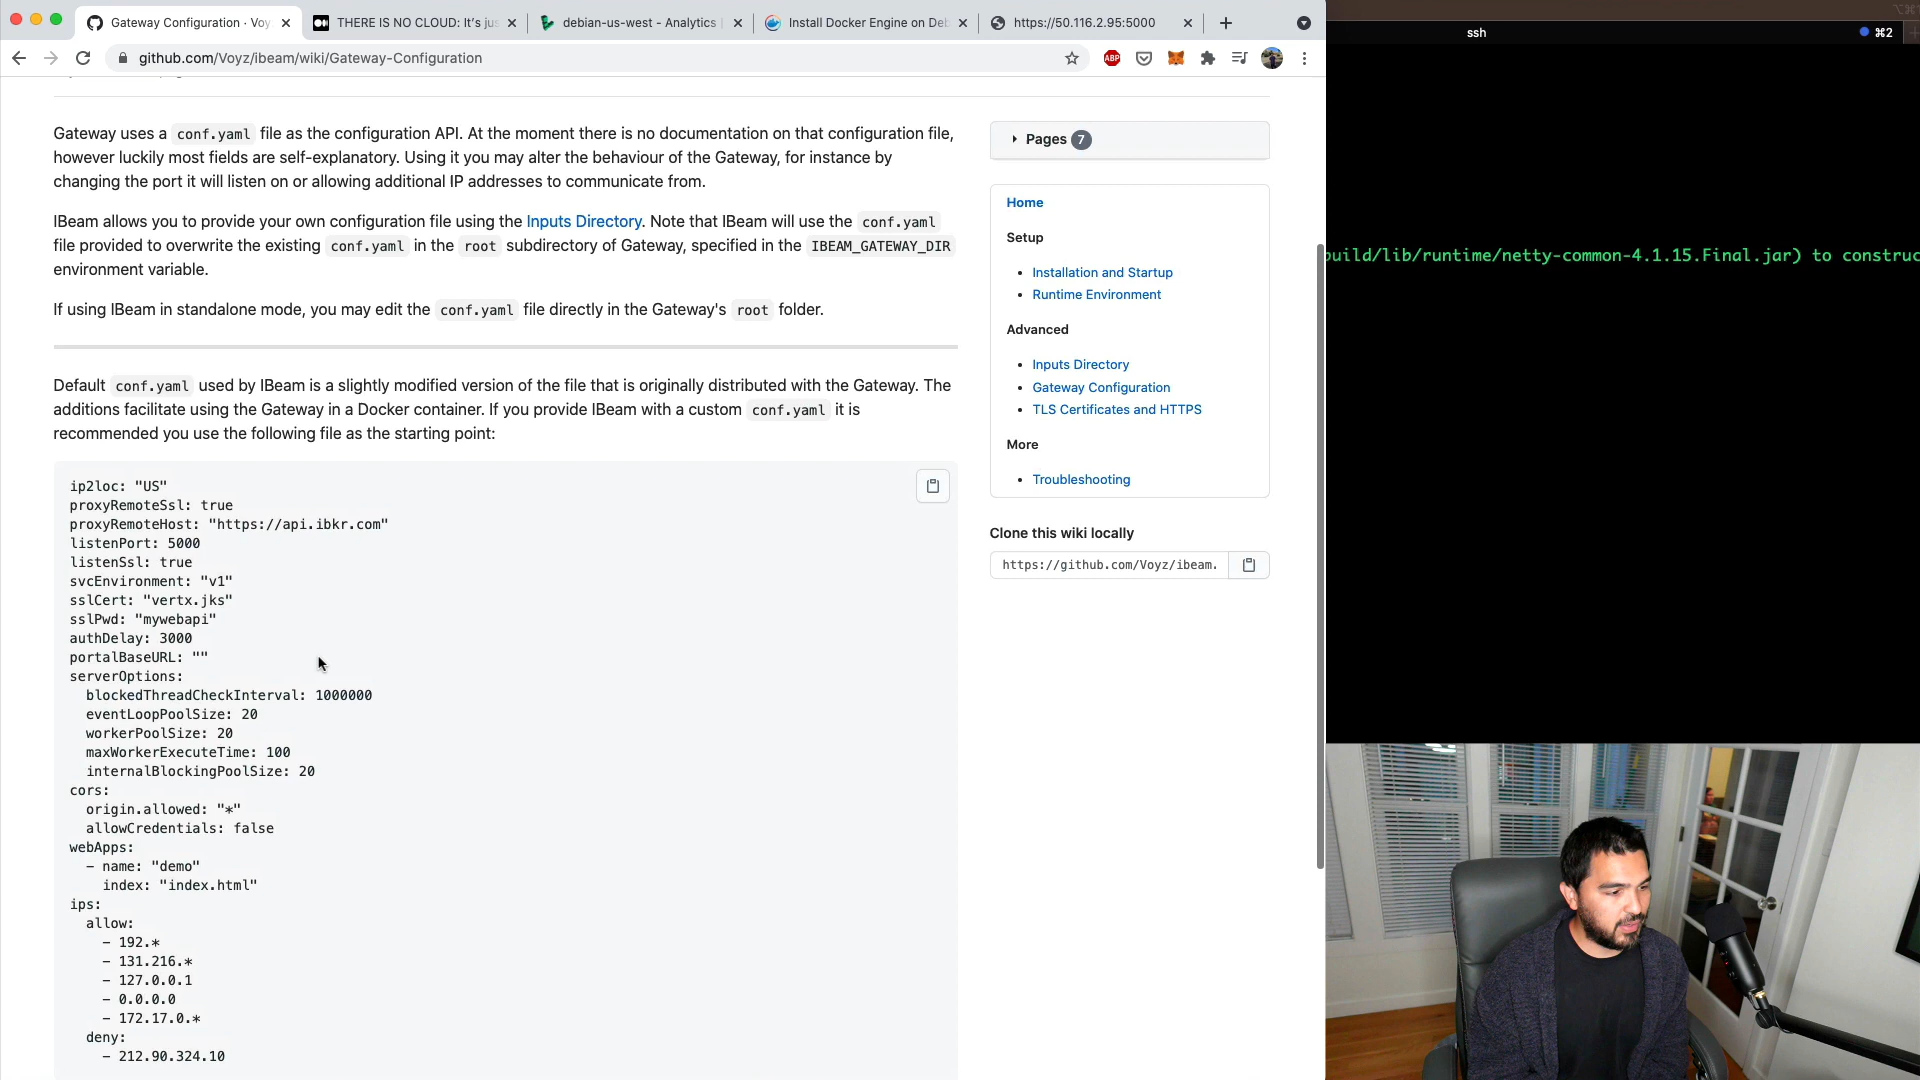 Gateway Configuration · Voy
THERE IS NO CLOUD: It's jus
debian-us-west - Analytics
Install Docker Engine on Deb
https://50.116.2.95:5000
github.com/Voyz/ibeam/wiki/Gateway-Configuration
ABP
ssh
⌘2
Gateway uses a conf.yaml file as the configuration API. At the moment there is no documentation on that configuration file,
however luckily most fields are self-explanatory. Using it you may alter the behaviour of the Gateway, for instance by
changing the port it will listen on or allowing additional IP addresses to communicate from.
IBeam allows you to provide your own configuration file using the Inputs Directory. Note that IBeam will use the conf.yaml
file provided to overwrite the existing conf.yaml in the root subdirectory of Gateway, specified in the IBEAM_GATEWAY_DIR
environment variable.
If using IBeam in standalone mode, you may edit the conf.yaml file directly in the Gateway's root folder.
Default conf.yaml used by IBeam is a slightly modified version of the file that is originally distributed with the Gateway. The
additions facilitate using the Gateway in a Docker container. If you provide IBeam with a custom conf.yaml it is
recommended you use the following file as the starting point:
ip2loc: "US"
proxyRemoteSsl: true
proxyRemoteHost: "https://api.ibkr.com"
listenPort: 5000
listenSsl: true
svcEnvironment: "v1"
sslCert: "vertx.jks"
sslPwd: "mywebapi"
authDelay: 3000
portalBaseURL: ""
serverOptions:
  blockedThreadCheckInterval: 1000000
  eventLoopPoolSize: 20
  workerPoolSize: 20
  maxWorkerExecuteTime: 100
  internalBlockingPoolSize: 20
cors:
  origin.allowed: "*"
  allowCredentials: false
webApps:
  - name: "demo"
    index: "index.html"
ips:
  allow:
    - 192.*
    - 131.216.*
    - 127.0.0.1
    - 0.0.0.0
    - 172.17.0.*
  deny:
    - 212.90.324.10
Pages 7
Home
Setup
Installation and Startup
Runtime Environment
Advanced
Inputs Directory
Gateway Configuration
TLS Certificates and HTTPS
More
Troubleshooting
Clone this wiki locally
https://github.com/Voyz/ibeam.
build/lib/runtime/netty-common-4.1.15.Final.jar) to construc